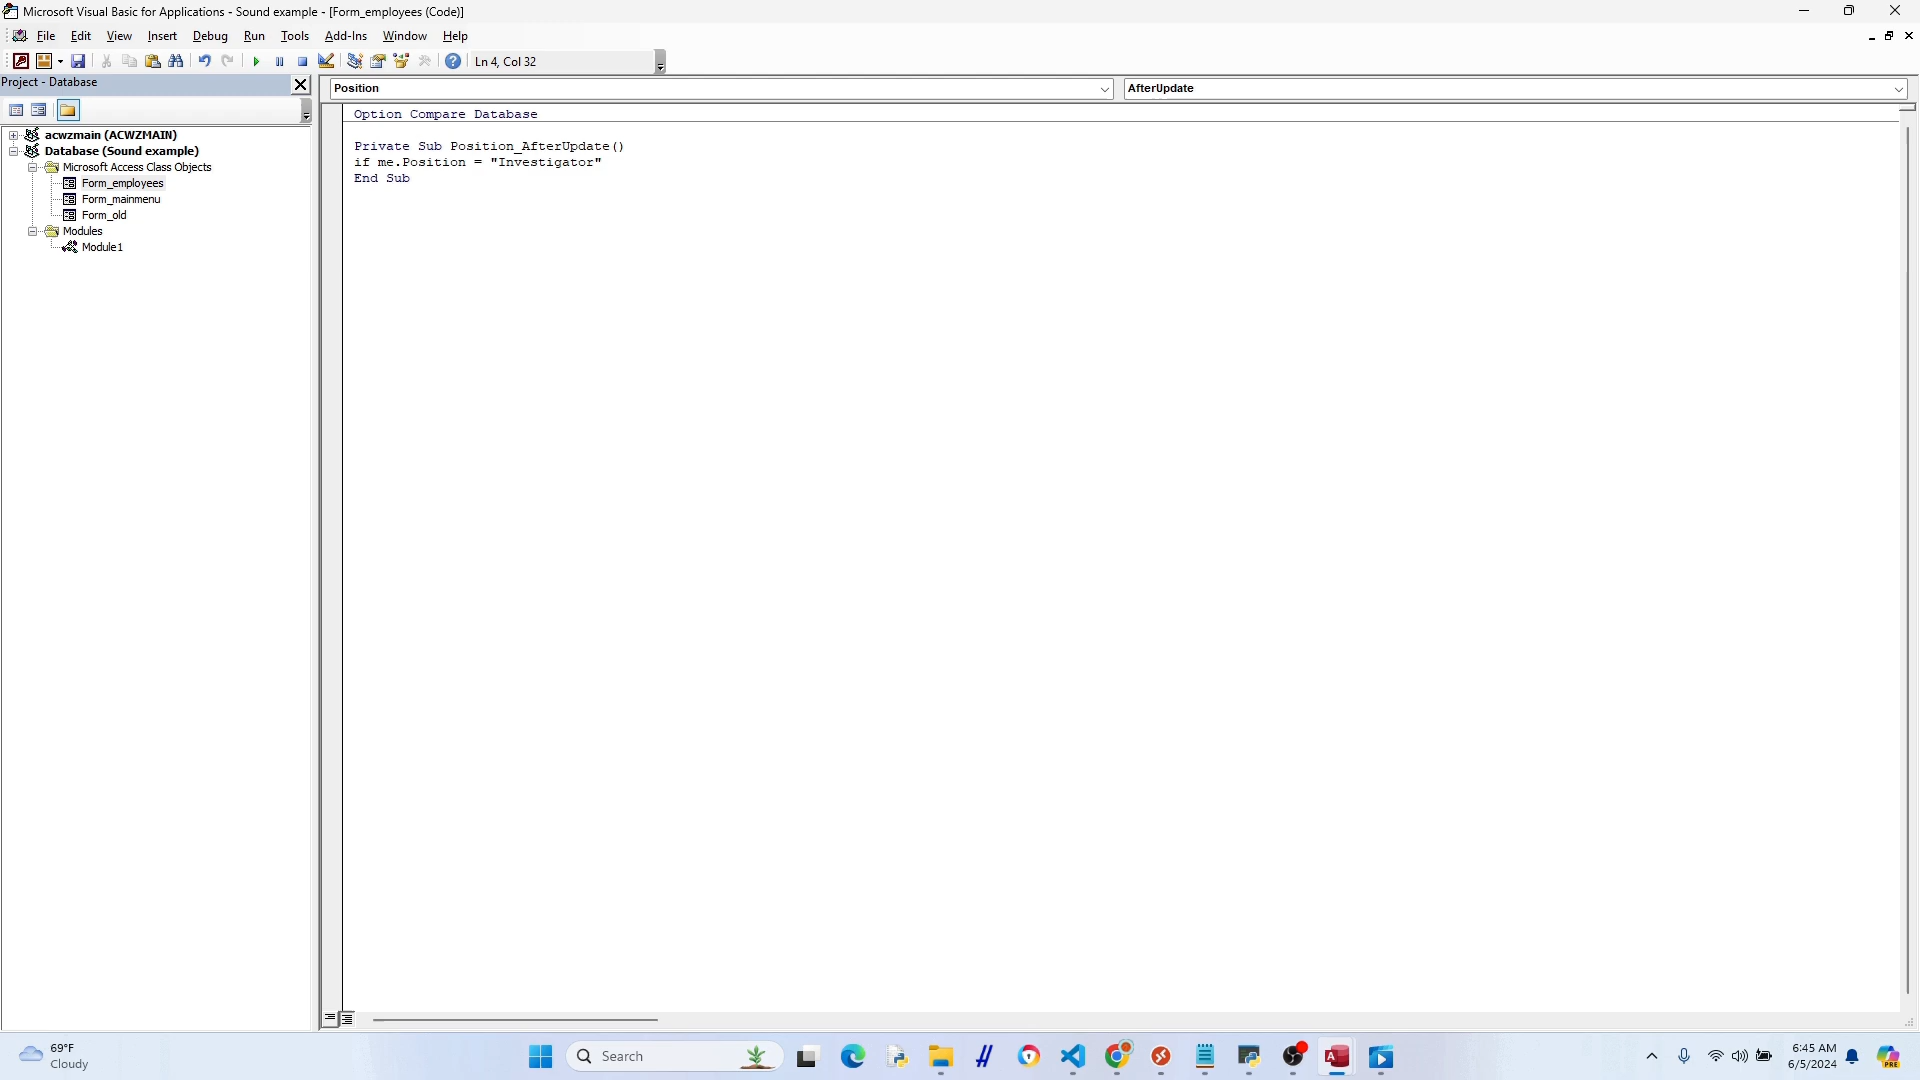 Microsoft Visual Basic for Applications - Sound example - [Form_employees (Code)]
File Edit View Insert Debug Run Tools Add-Ins Window Help
Ln 4, Col 32
Project - Database
Position
AfterUpdate
acwzmain (ACWZMAIN)
Database (Sound example)
Microsoft Access Class Objects
Form_employees
Form_mainmenu
Form_old
Modules
Module1
Option Compare Database
Private Sub Position_AfterUpdate()
if me.Position = "Investigator"
End Sub
69°F
Cloudy
Search
6:45 AM
6/5/2024
PRE